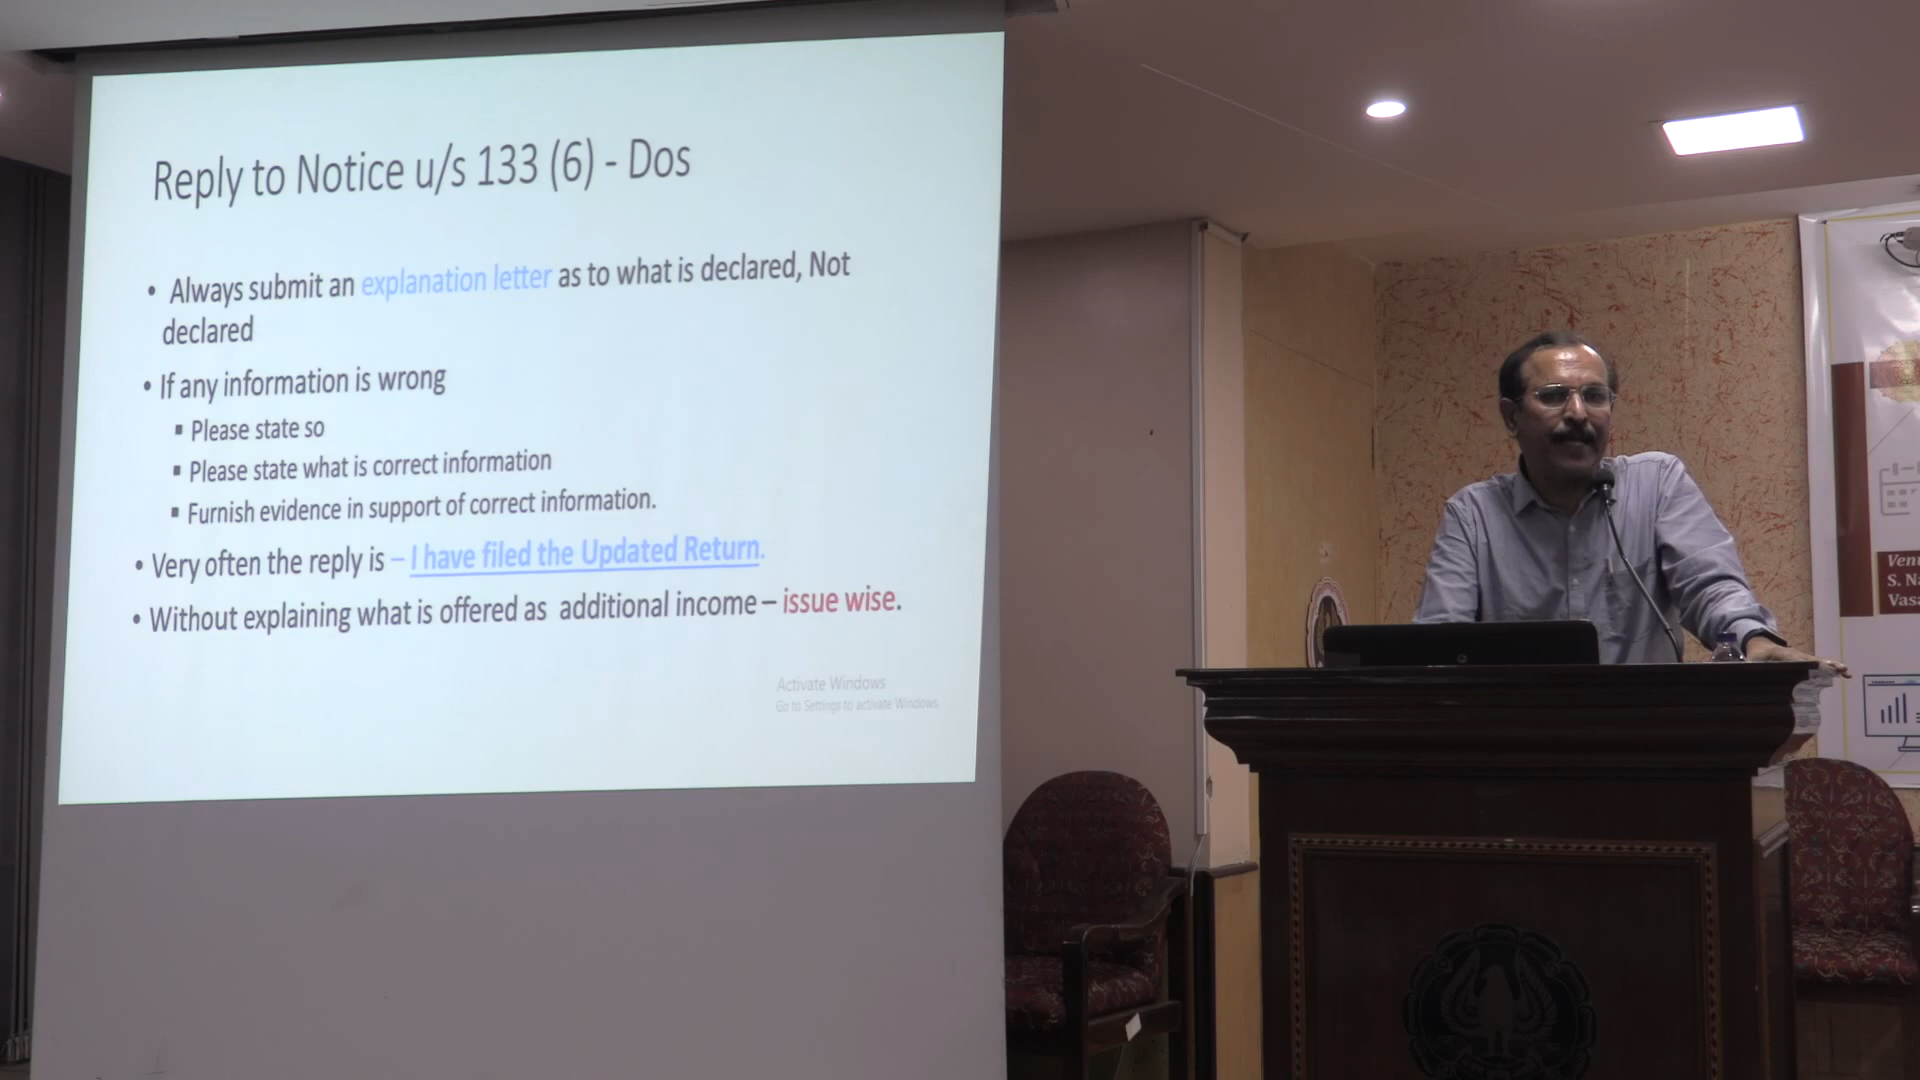 Reply to Notice u/s 133 (6) - Dos
• Always submit an explanation letter as to what is declared, Not
declared
• If any information is wrong
▪ Please state so
▪ Please state what is correct information
▪ Furnish evidence in support of correct information.
• Very often the reply is – I have filed the Updated Return.
• Without explaining what is offered as additional income – issue wise.
Activate Windows
Go to Settings to activate Windows.
S. Na
Vasa